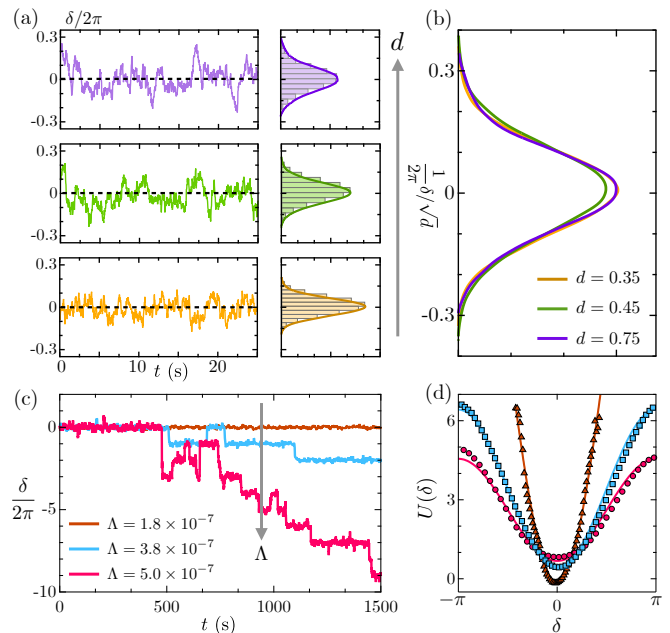 (a) δ/2π
0.3
0
-0.3
0.3
0
-0.3
0.3
0
-0.3
0 10 20
t (s)
d
(b)
0.3
0
-0.3
1/2π δ/√d
d = 0.35
d = 0.45
d = 0.75
(c)
0
-5
-10
δ/2π
Λ = 1.8 × 10⁻⁷
Λ = 3.8 × 10⁻⁷
Λ = 5.0 × 10⁻⁷
Λ
0 500 1000 1500
t (s)
(d)
U(δ)
6
3
0
−π 0 π
δ